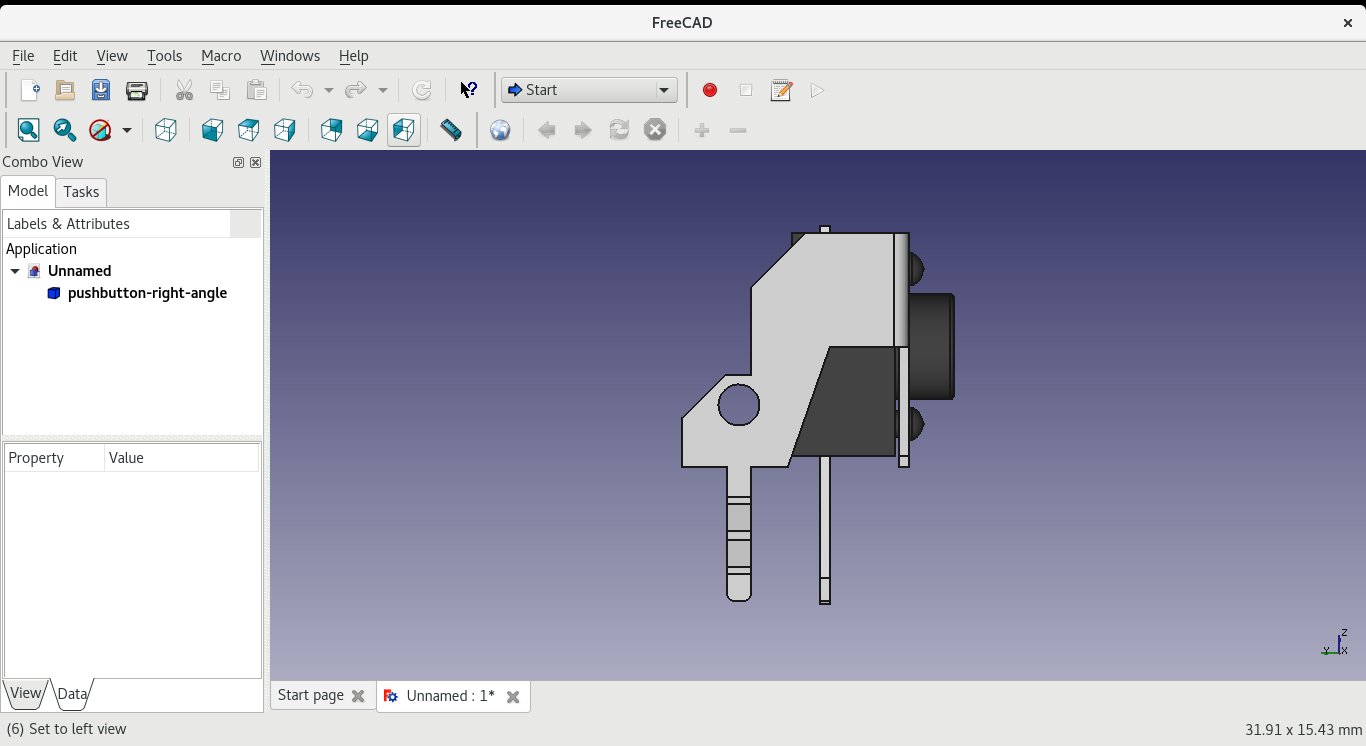 FreeCAD
File Edit View Tools Macro Windows Help
Start
Combo View
Model Tasks
Labels & Attributes
Application
Unnamed
pushbutton-right-angle
Property Value
z
y x
View Data
Start page Unnamed : 1*
(6) Set to left view 31.91 x 15.43 mm